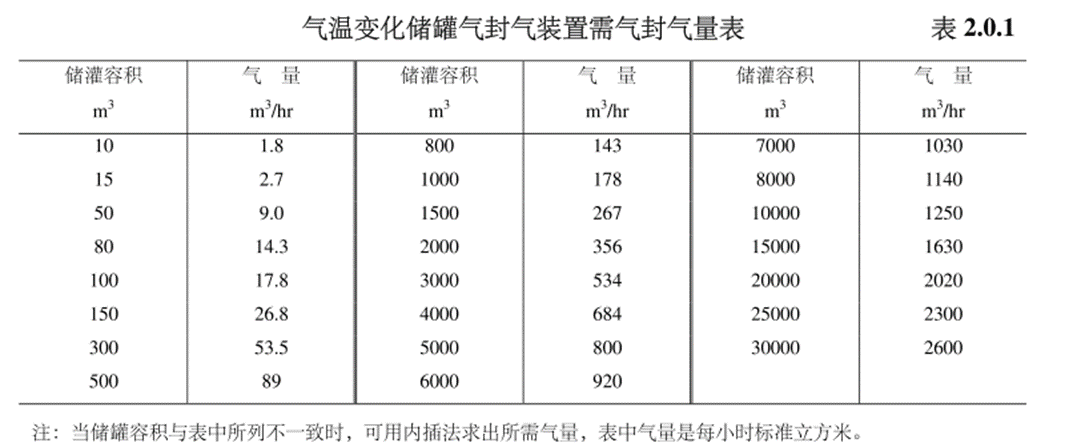 气温变化储罐气封气装置需气封气量表 表 2.0.1
储灌容积 气 量 储灌容积 气 量 储灌容积 气 量
m³ m³/hr m³ m³/hr m³ m³/hr
10 1.8 800 143 7000 1030
15 2.7 1000 178 8000 1140
50 9.0 1500 267 10000 1250
80 14.3 2000 356 15000 1630
100 17.8 3000 534 20000 2020
150 26.8 4000 684 25000 2300
300 53.5 5000 800 30000 2600
500 89 6000 920
注：当储罐容积与表中所列不一致时，可用内插法求出所需气量，表中气量是每小时标准立方米。